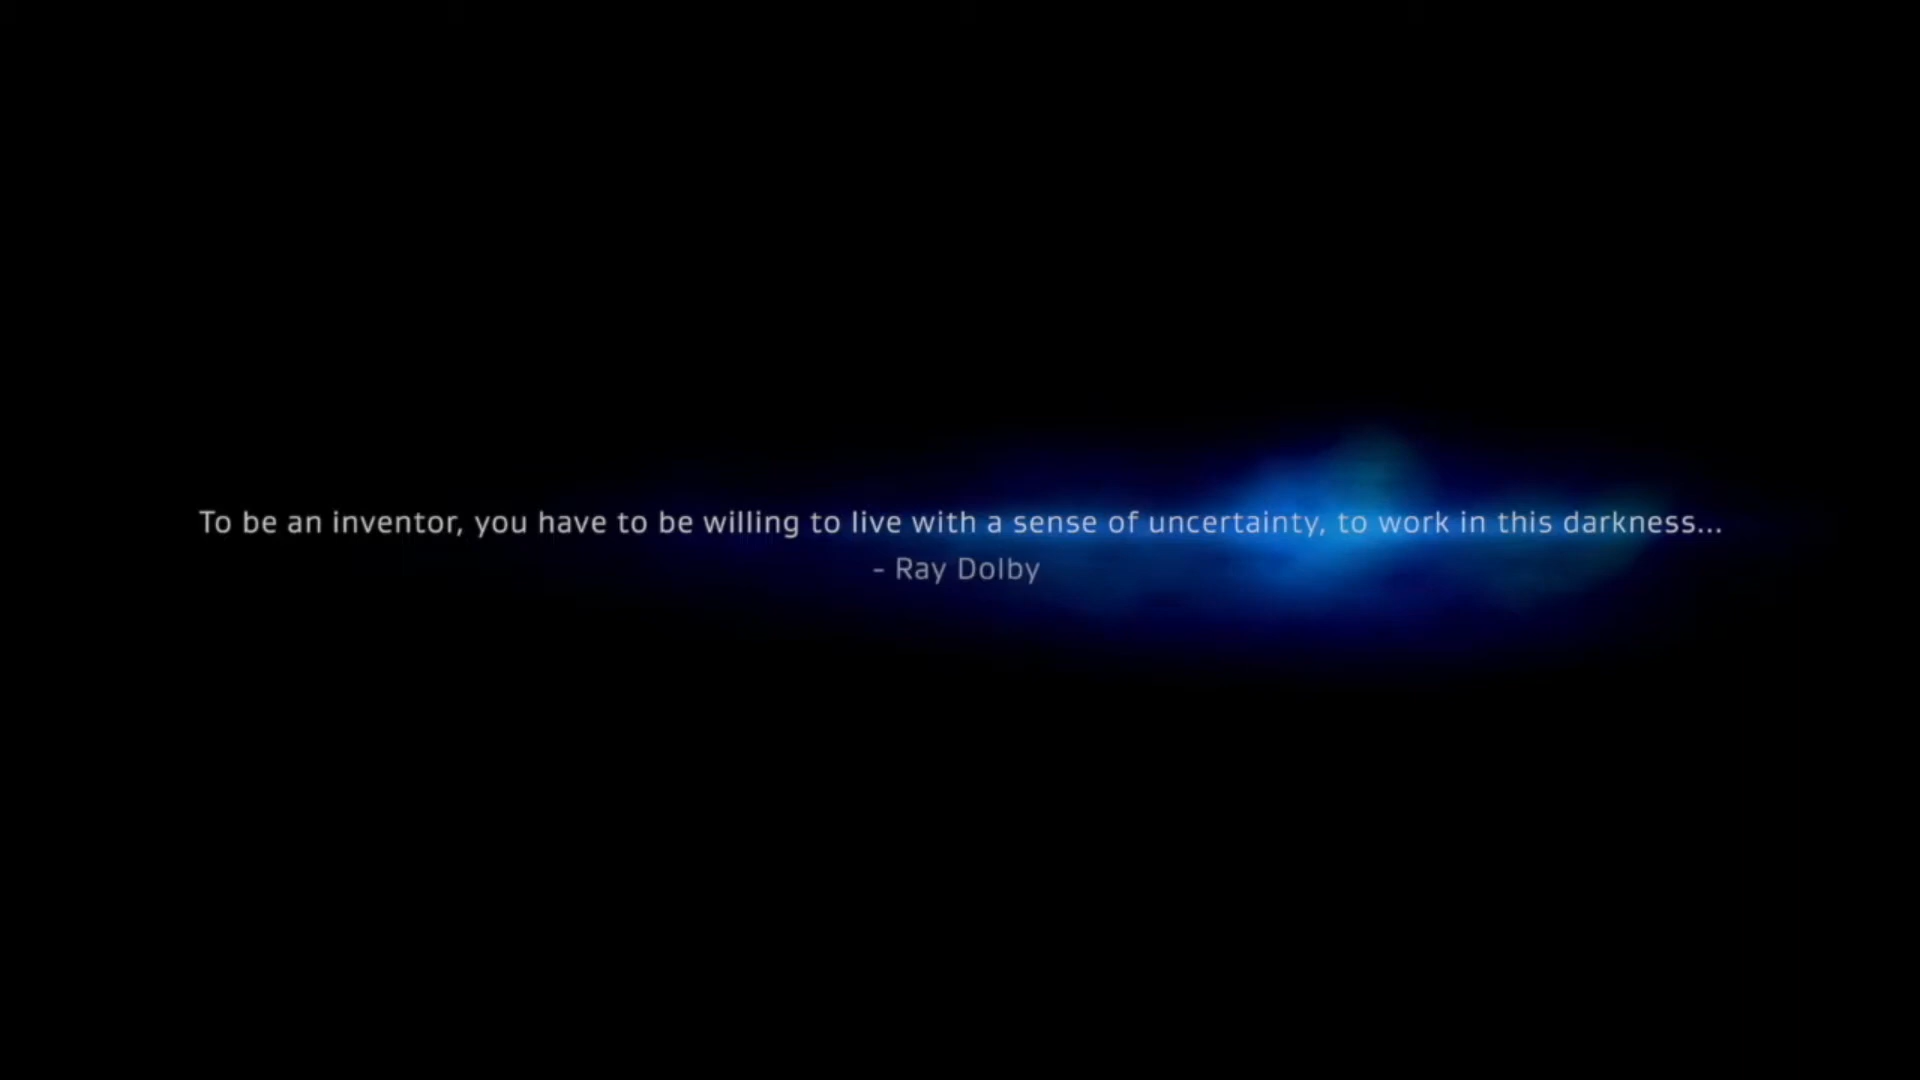 To be an inventor, you have to be willing to live with a sense of uncertainty, to work in this darkness...
- Ray Dolby